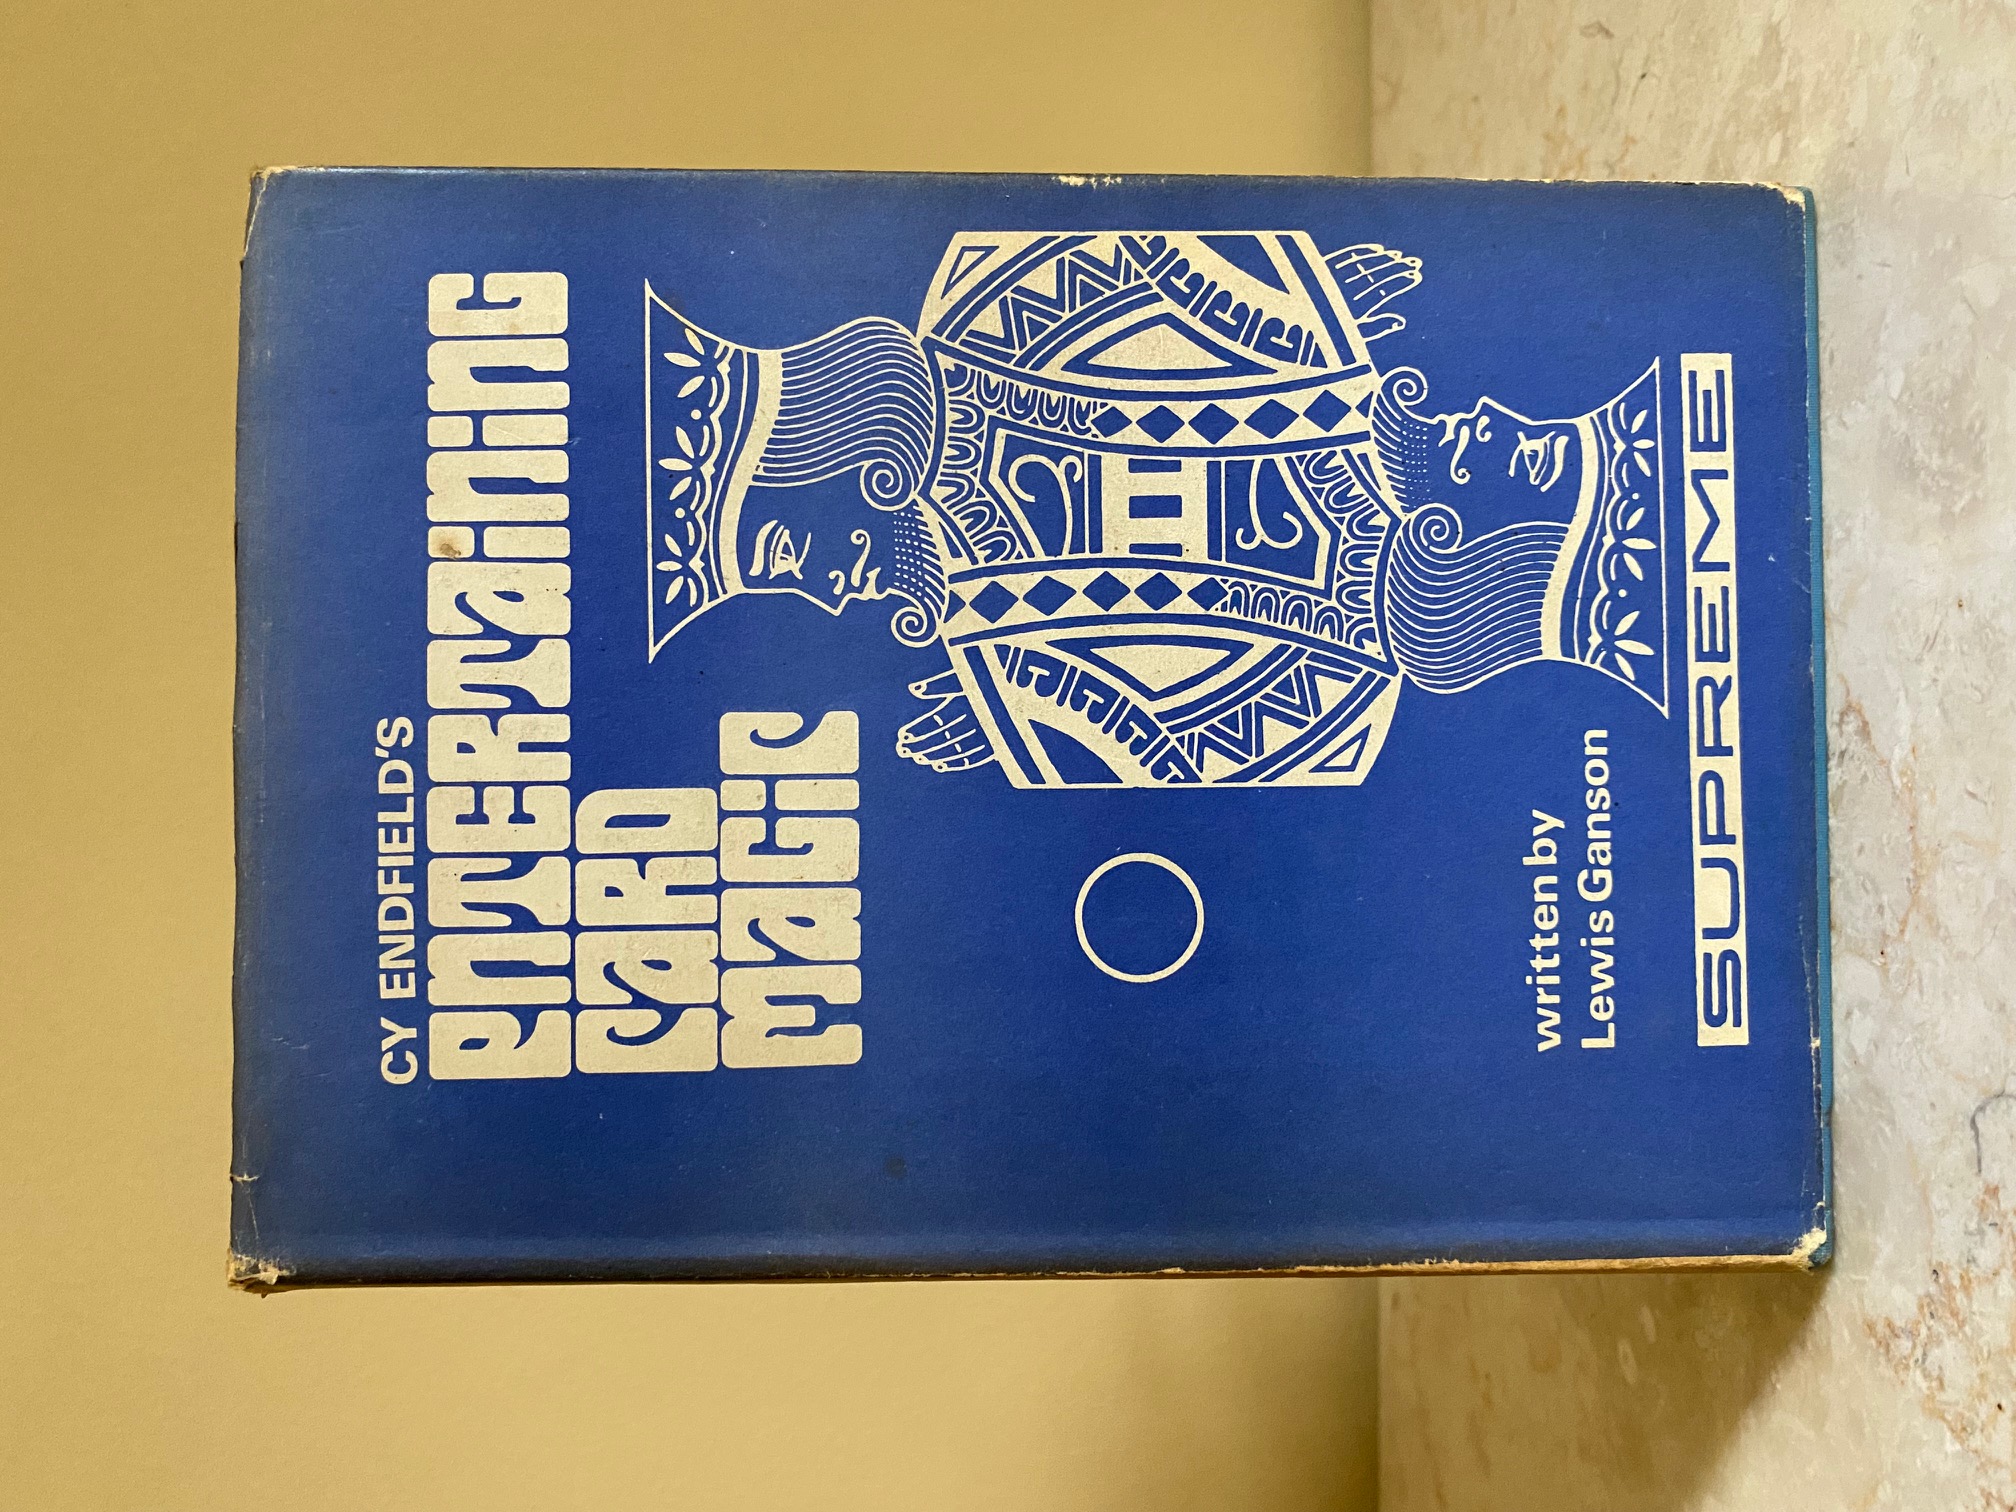 CY ENDFIELD'S
enTERTaining
CaRD
MaGic
written by
Lewis Ganson
SUPREME